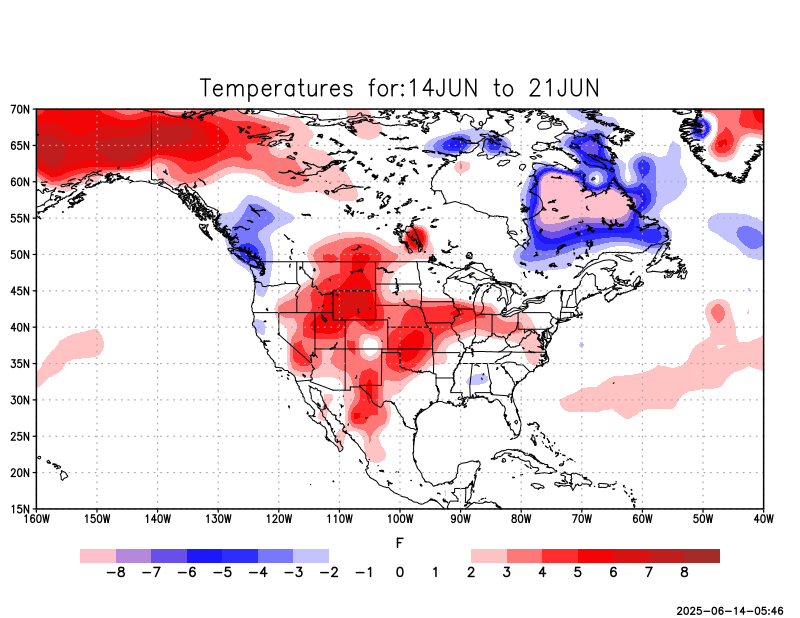 Temperatures for:14JUN to 21JUN
70N
65N
60N
55N
50N
45N
40N
35N
30N
25N
20N
15N
160W 150W 140W 130W 120W 110W 100W 90W 80W 70W 60W 50W 40W
F
-8 -7 -6 -5 -4 -3 -2 -1 0 1 2 3 4 5 6 7 8
2025-06-14-05:46